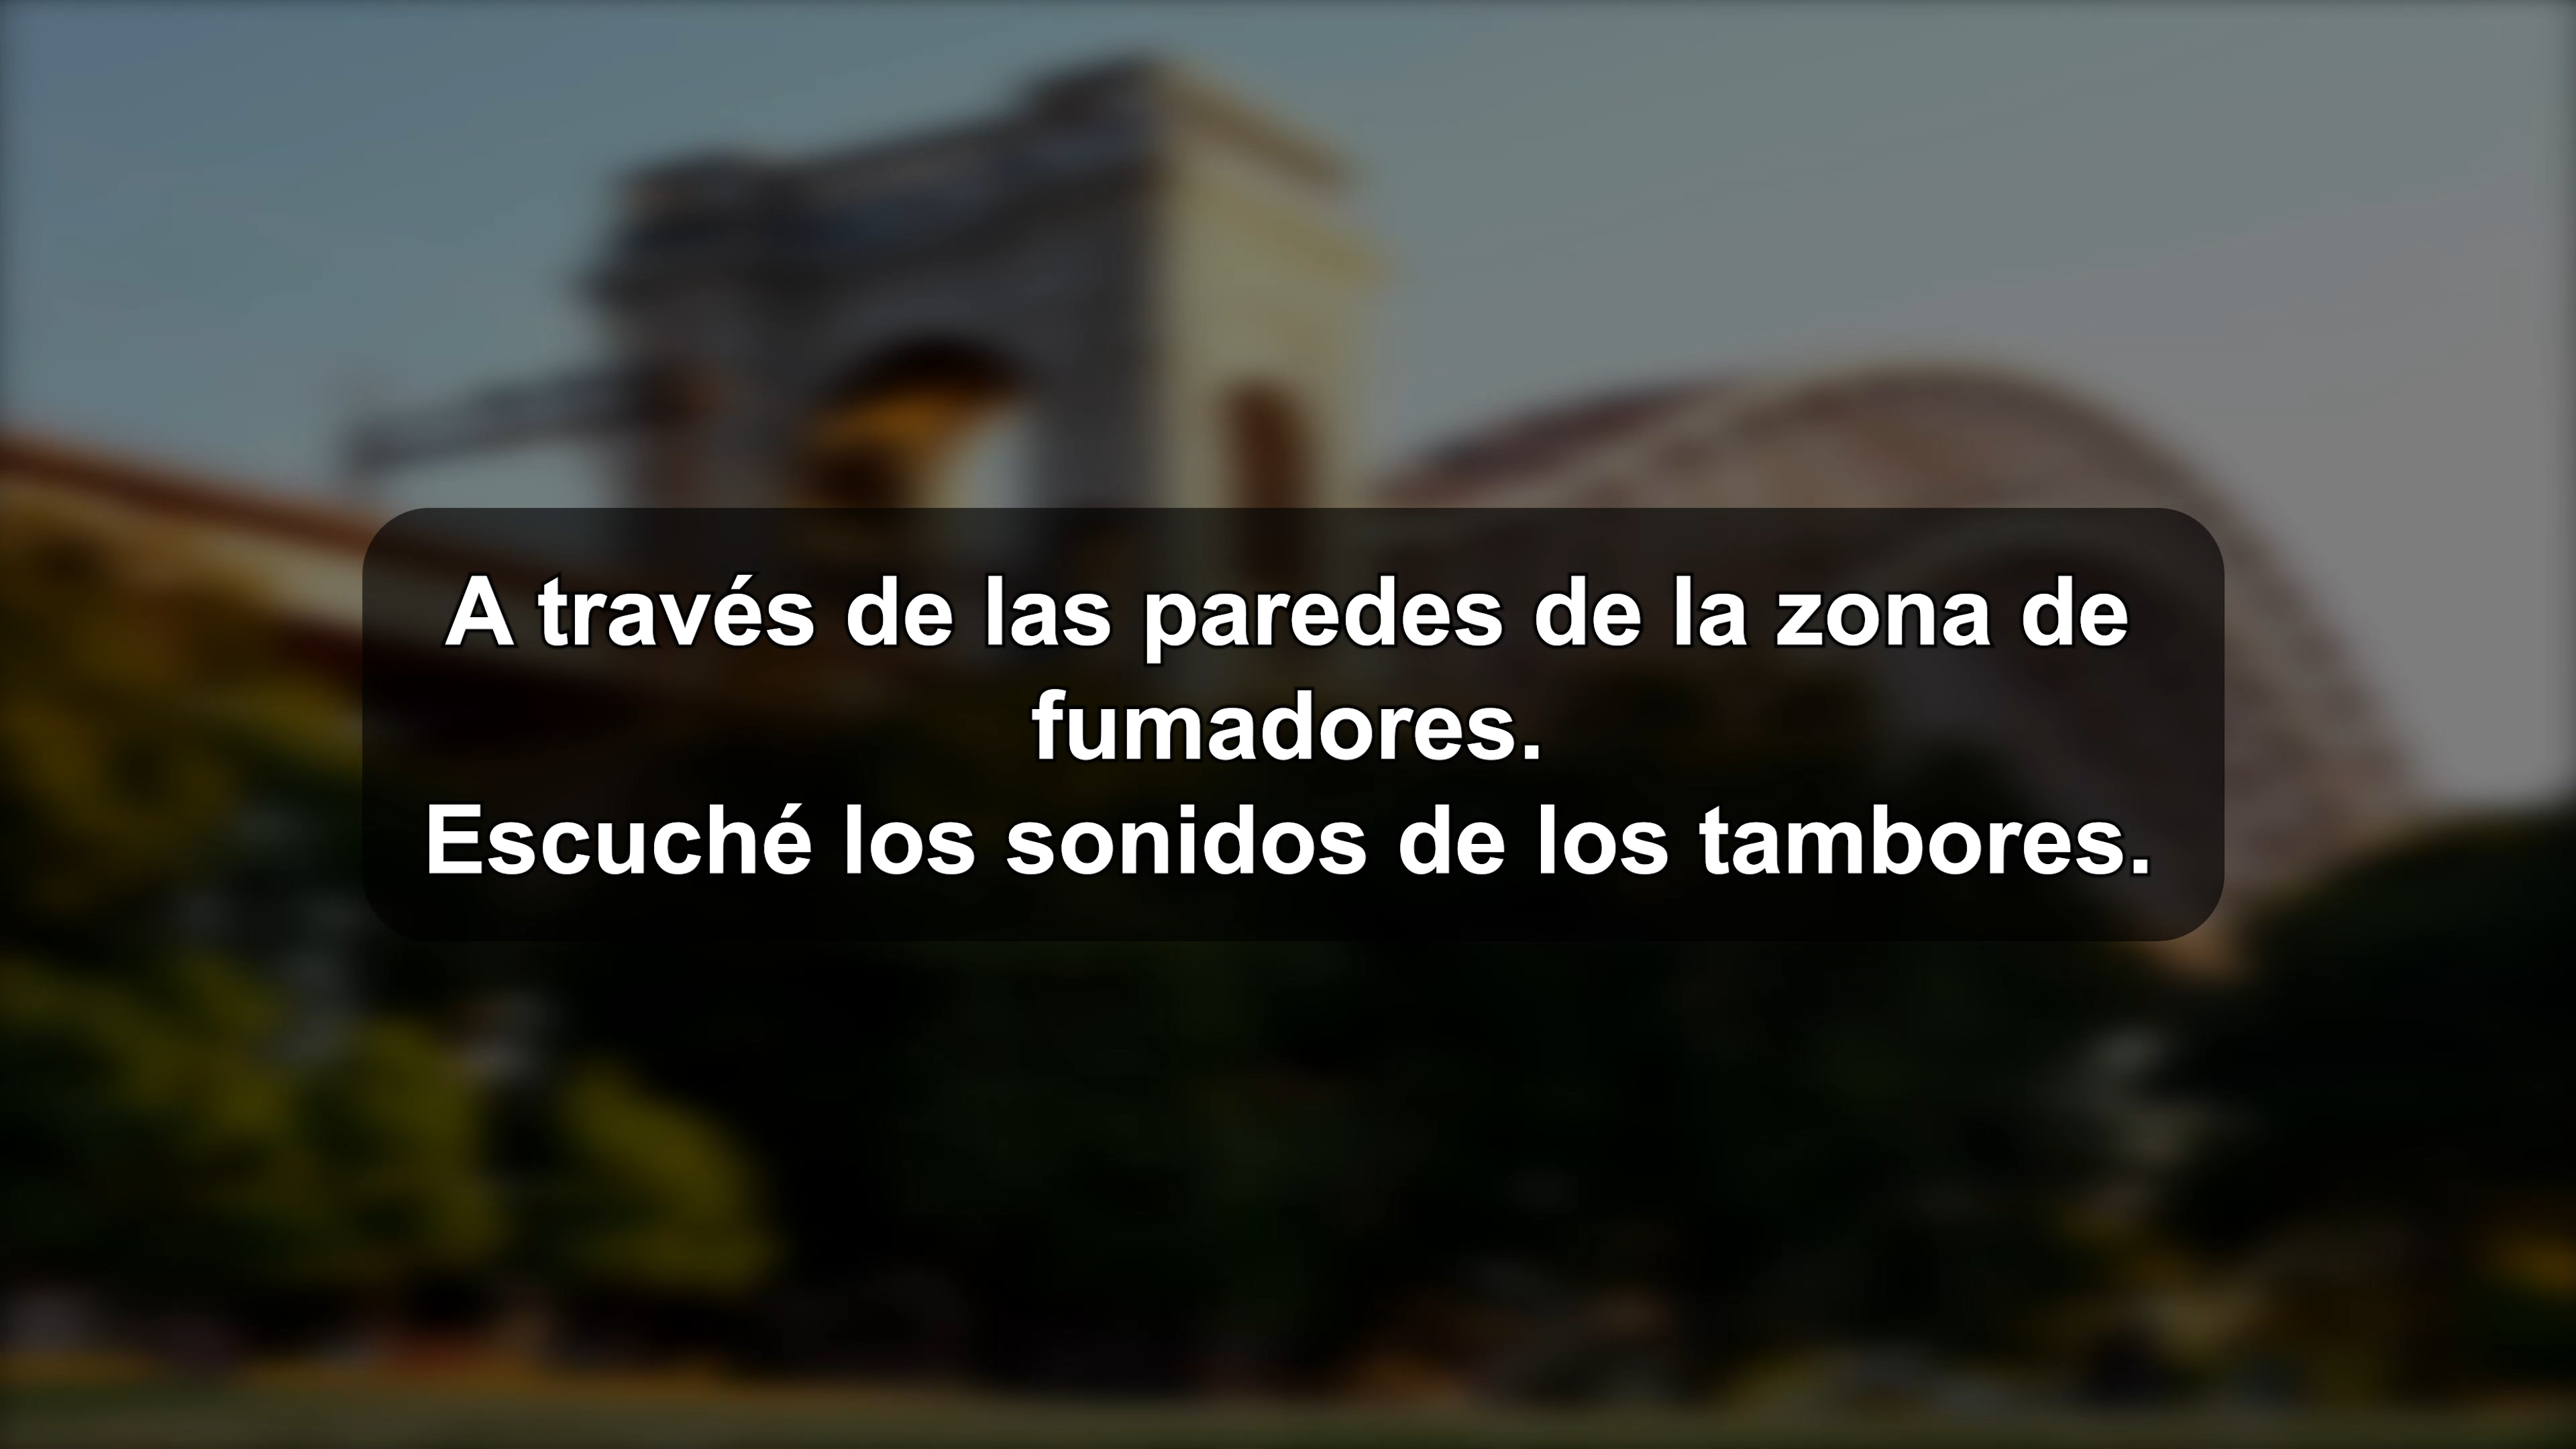 A través de las paredes de la zona de
fumadores.
Escuché los sonidos de los tambores.